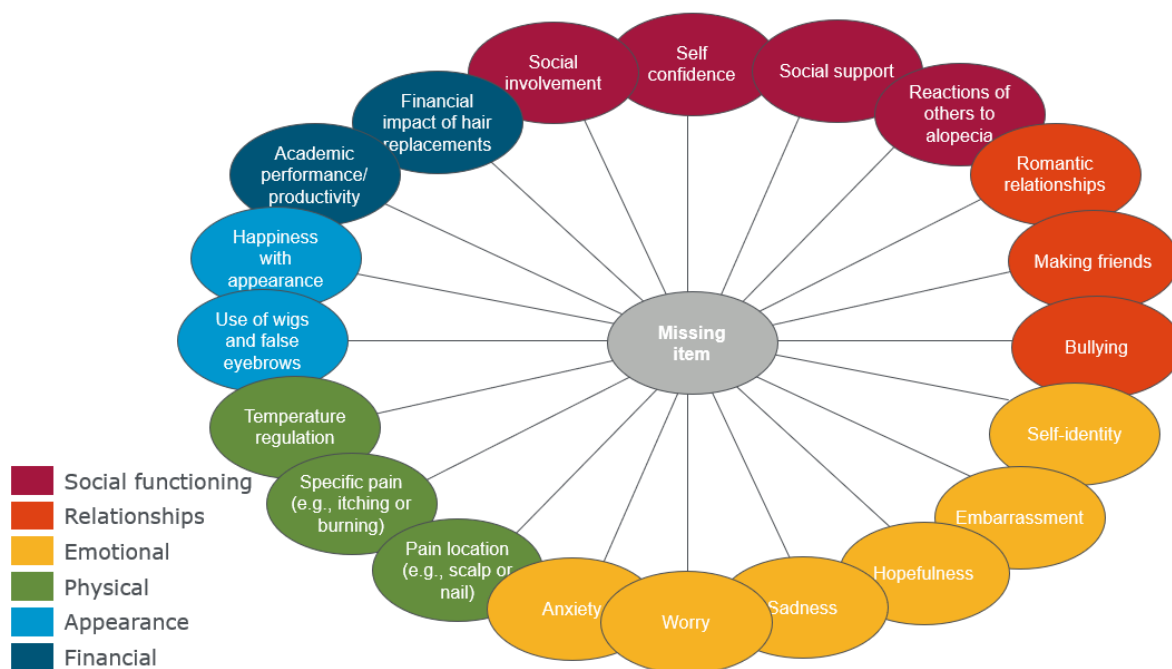 Social
involvement
Self
confidence
Social support
Reactions of
others to
alopecia
Romantic
relationships
Making friends
Bullying
Self-identity
Embarrassment
Hopefulness
Sadness
Worry
Anxiety
Pain location
(e.g., scalp or
nail)
Specific pain
(e.g., itching or
burning)
Temperature
regulation
Use of wigs
and false
eyebrows
Happiness
with
appearance
Academic
performance/
productivity
Financial
impact of hair
replacements
Missing
item
Social functioning
Relationships
Emotional
Physical
Appearance
Financial